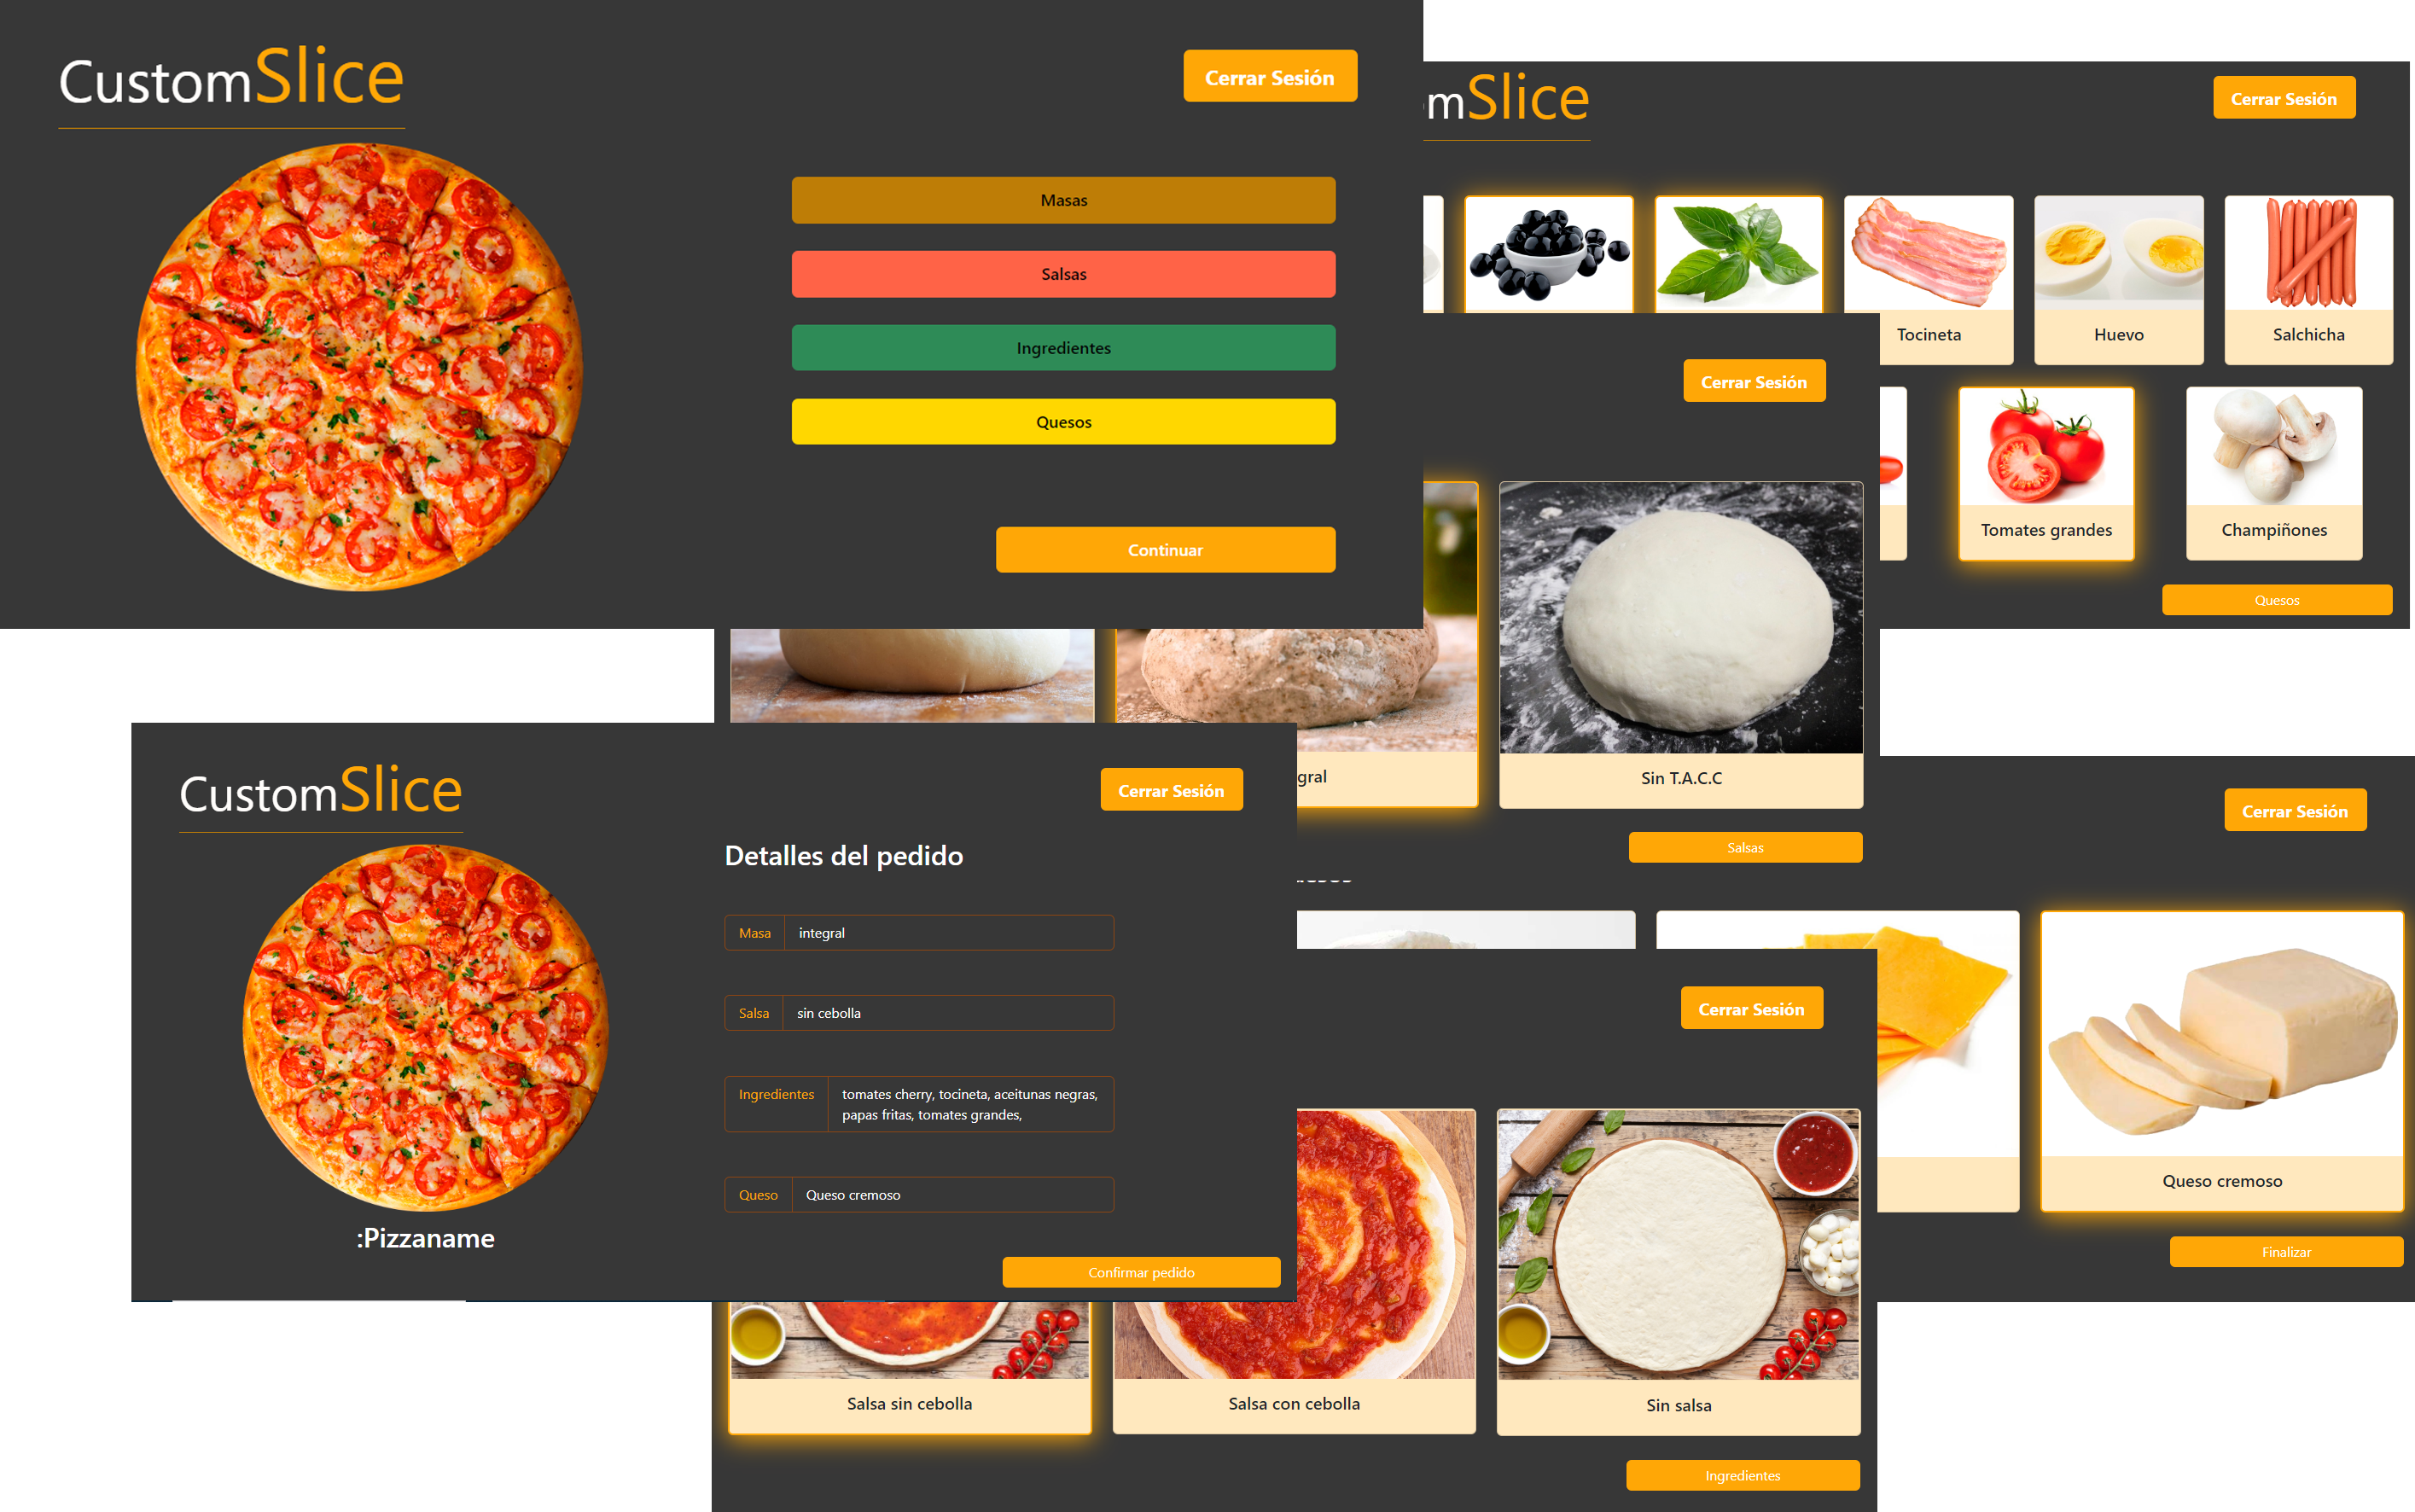 CustomSlice
Cerrar Sesión
Masas
Salsas
Ingredientes
Quesos
Continuar
mSlice
Cerrar Sesión
Tocineta
Huevo
Salchicha
Tomates grandes
Champiñones
Quesos
Cerrar Sesión
gral
Sin T.A.C.C
Salsas
CustomSlice
Cerrar Sesión
Detalles del pedido
Masa integral
Salsa sin cebolla
Ingredientes tomates cherry, tocineta, aceitunas negras,
papas fritas, tomates grandes,
Queso Queso cremoso
:Pizzaname
Confirmar pedido
Cerrar Sesión
Queso cremoso
Finalizar
Cerrar Sesión
Salsa sin cebolla
Salsa con cebolla
Sin salsa
Ingredientes